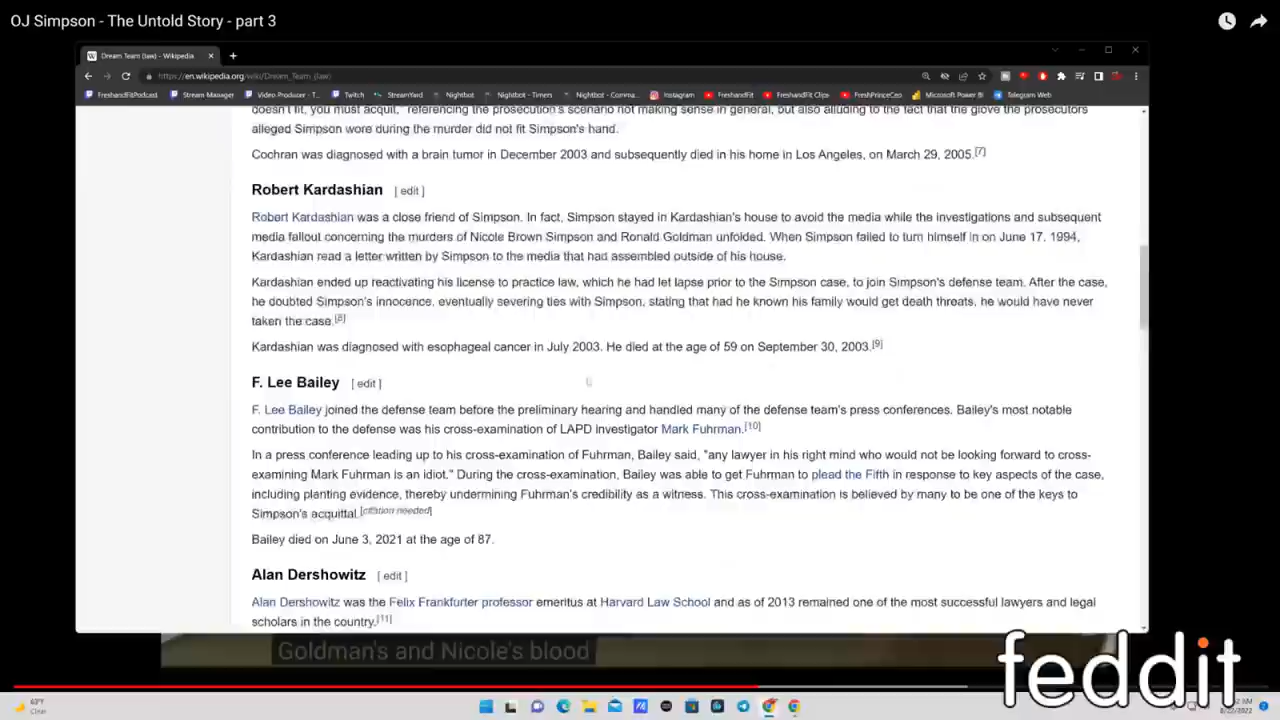 OJ Simpson - The Untold Story - part 3
Dream Team (law) - Wikipedia
https://en.wikipedia.org/wiki/Dream_Team_(law)
FreshandFitPodcast Stream Manager Video Producer - T... Twitch StreamYard Nightbot Nightbot - Timers Nightbot - Comma... Instagram FreshandFit FreshandFit Clips FreshPrinceCeo Microsoft Power BI Telegram Web
doesn't fit, you must acquit," referencing the prosecution's scenario not making sense in general, but also alluding to the fact that the glove the prosecutors
alleged Simpson wore during the murder did not fit Simpson's hand.
Cochran was diagnosed with a brain tumor in December 2003 and subsequently died in his home in Los Angeles, on March 29, 2005.[7]
Robert Kardashian [ edit ]
Robert Kardashian was a close friend of Simpson. In fact, Simpson stayed in Kardashian's house to avoid the media while the investigations and subsequent
media fallout concerning the murders of Nicole Brown Simpson and Ronald Goldman unfolded. When Simpson failed to turn himself in on June 17, 1994,
Kardashian read a letter written by Simpson to the media that had assembled outside of his house.
Kardashian ended up reactivating his license to practice law, which he had let lapse prior to the Simpson case, to join Simpson's defense team. After the case,
he doubted Simpson's innocence, eventually severing ties with Simpson, stating that had he known his family would get death threats, he would have never
taken the case.[8]
Kardashian was diagnosed with esophageal cancer in July 2003. He died at the age of 59 on September 30, 2003.[9]
F. Lee Bailey [ edit ]
F. Lee Bailey joined the defense team before the preliminary hearing and handled many of the defense team's press conferences. Bailey's most notable
contribution to the defense was his cross-examination of LAPD investigator Mark Fuhrman.[10]
In a press conference leading up to his cross-examination of Fuhrman, Bailey said, "any lawyer in his right mind who would not be looking forward to cross-
examining Mark Fuhrman is an idiot." During the cross-examination, Bailey was able to get Fuhrman to plead the Fifth in response to key aspects of the case,
including planting evidence, thereby undermining Fuhrman's credibility as a witness. This cross-examination is believed by many to be one of the keys to
Simpson's acquittal.[citation needed]
Bailey died on June 3, 2021 at the age of 87.
Alan Dershowitz [ edit ]
Alan Dershowitz was the Felix Frankfurter professor emeritus at Harvard Law School and as of 2013 remained one of the most successful lawyers and legal
scholars in the country.[11]
Goldman's and Nicole's blood
feddit
Clear
8/22/2022